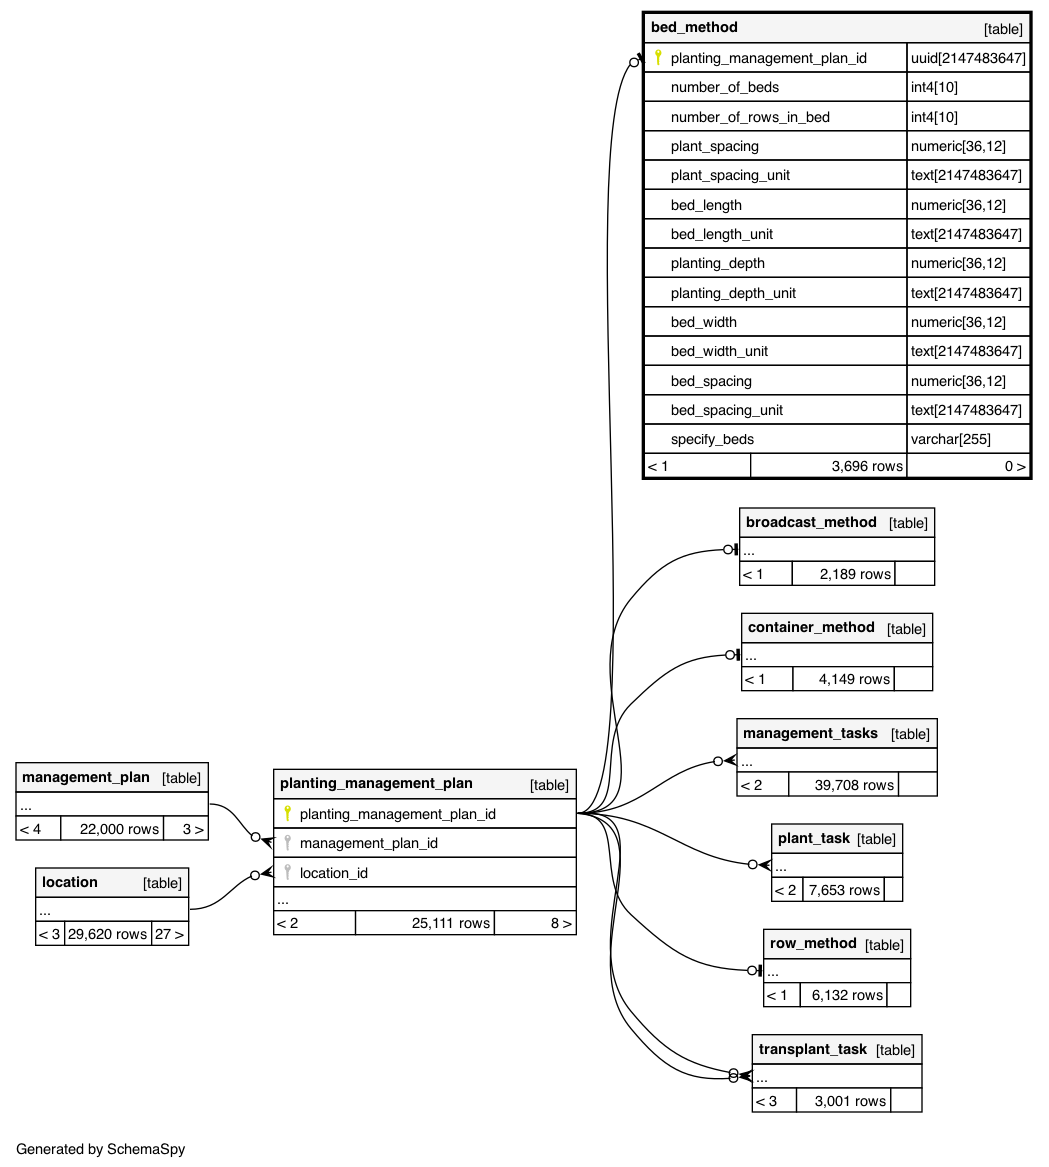 bed_method [table]
planting_management_plan_id uuid[2147483647]
number_of_beds int4[10]
number_of_rows_in_bed int4[10]
plant_spacing numeric[36,12]
plant_spacing_unit text[2147483647]
bed_length numeric[36,12]
bed_length_unit text[2147483647]
planting_depth numeric[36,12]
planting_depth_unit text[2147483647]
bed_width numeric[36,12]
bed_width_unit text[2147483647]
bed_spacing numeric[36,12]
bed_spacing_unit text[2147483647]
specify_beds varchar[255]
< 1 3,696 rows 0 >
broadcast_method [table]
...
< 1 2,189 rows
container_method [table]
...
< 1 4,149 rows
management_tasks [table]
...
< 2 39,708 rows
management_plan [table]
...
< 4 22,000 rows 3 >
location [table]
...
< 3 29,620 rows 27 >
planting_management_plan [table]
planting_management_plan_id
management_plan_id
location_id
...
< 2 25,111 rows 8 >
plant_task [table]
...
< 2 7,653 rows
row_method [table]
...
< 1 6,132 rows
transplant_task [table]
...
< 3 3,001 rows
Generated by SchemaSpy